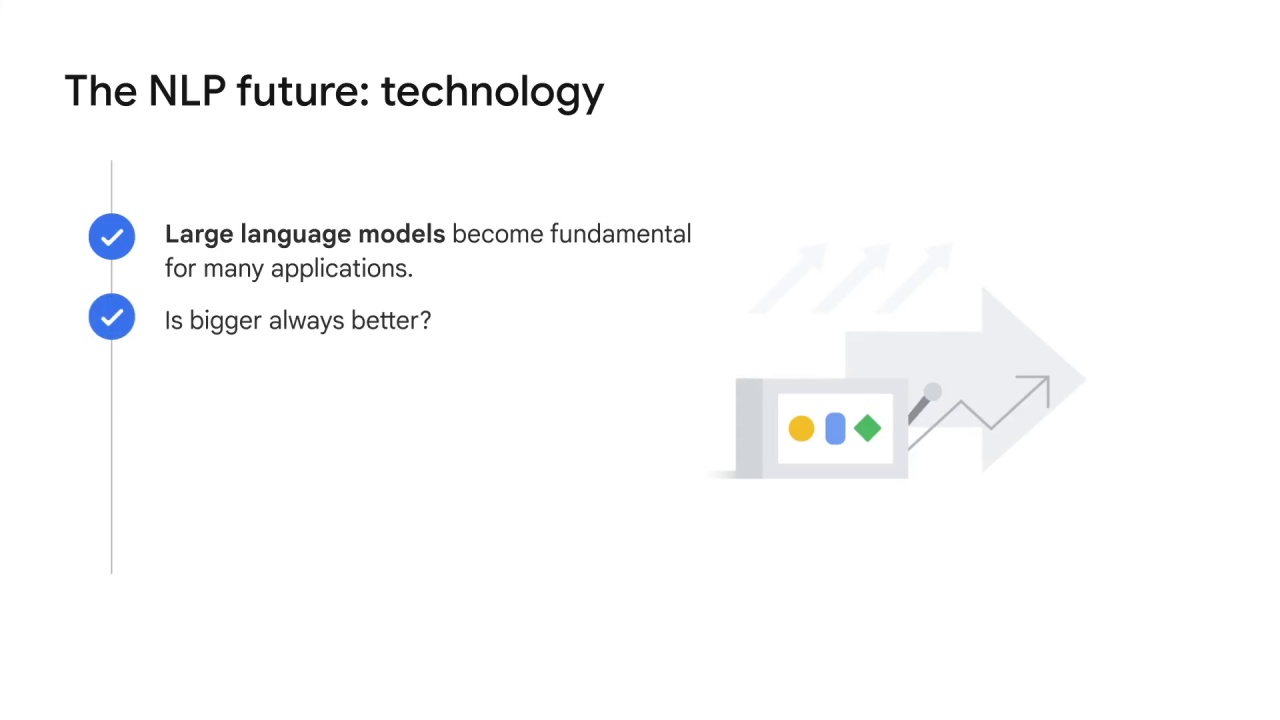 The NLP future: technology
Large language models become fundamental
for many applications.
Is bigger always better?